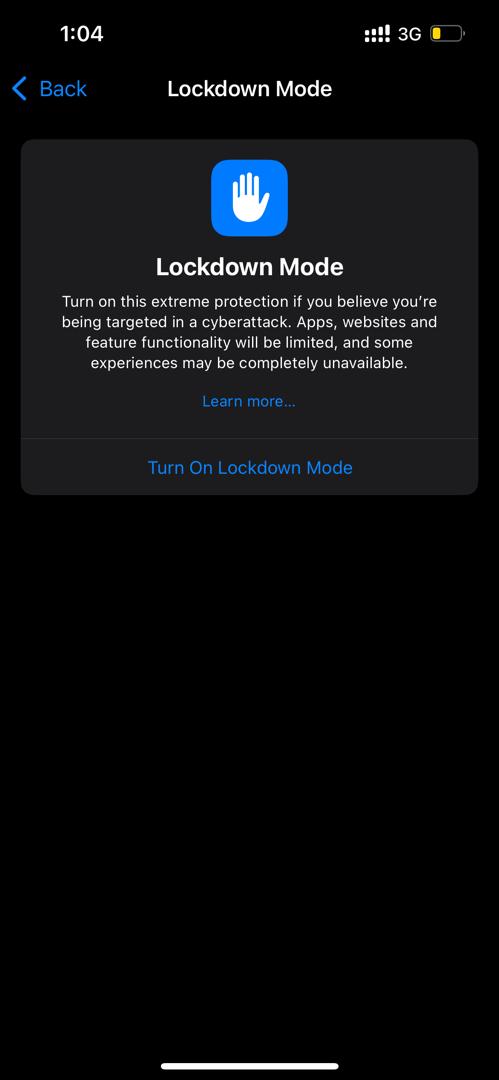 1:04 3G
Back Lockdown Mode
Lockdown Mode
Turn on this extreme protection if you believe you’re
being targeted in a cyberattack. Apps, websites and
feature functionality will be limited, and some
experiences may be completely unavailable.
Learn more...
Turn On Lockdown Mode